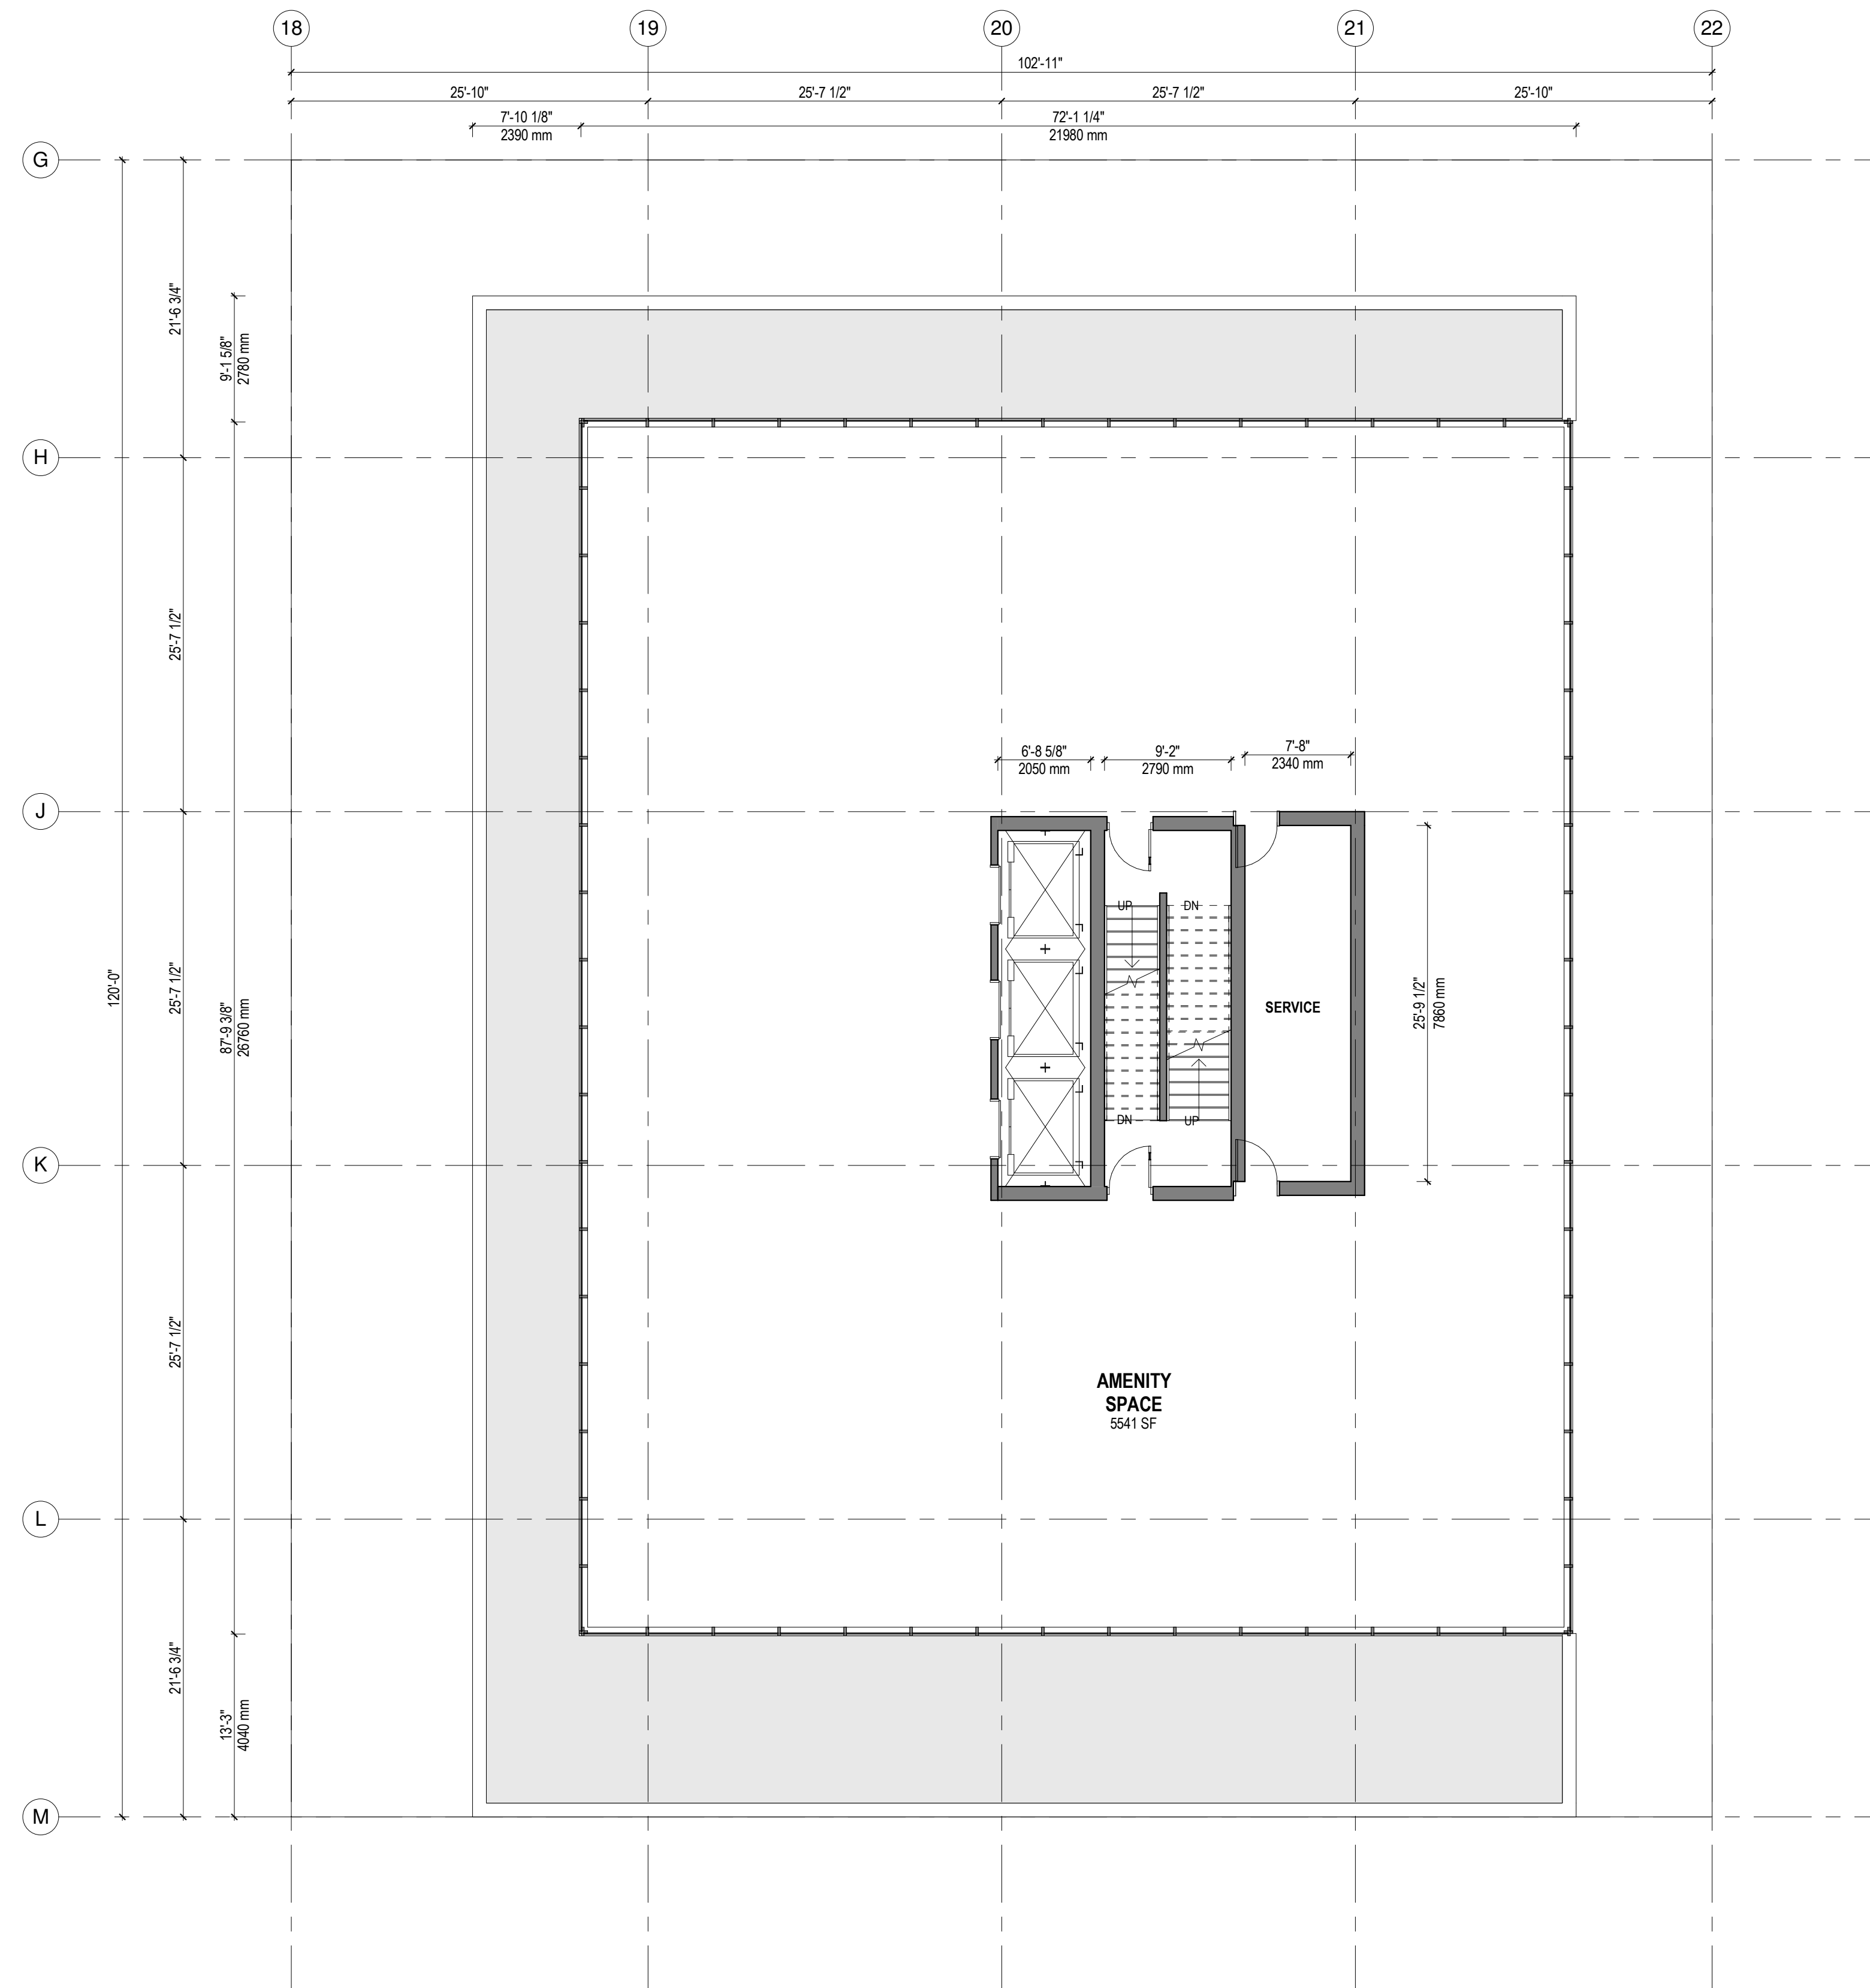 18
19
20
21
22
102'-11"
25'-10"
25'-7 1/2"
25'-7 1/2"
25'-10"
7'-10 1/8"
2390 mm
72'-1 1/4"
21980 mm
G
H
J
K
L
M
120'-0"
21'-6 3/4"
25'-7 1/2"
25'-7 1/2"
25'-7 1/2"
21'-6 3/4"
9'-1 5/8"
2780 mm
87'-9 3/8"
26760 mm
13'-3"
4040 mm
6'-8 5/8"
2050 mm
9'-2"
2790 mm
7'-8"
2340 mm
UP
DN
SERVICE
25'-9 1/2"
7860 mm
DN
UP
AMENITY
SPACE
5541 SF